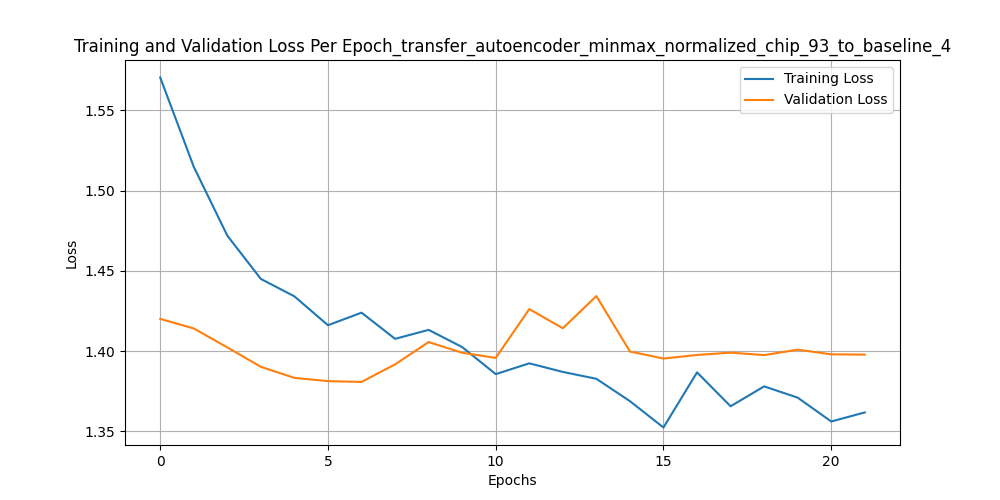 Training and Validation Loss Per Epoch_transfer_autoencoder_minmax_normalized_chip_93_to_baseline_4
Training Loss
Validation Loss
1.55
1.50
1.45
1.40
1.35
Loss
0
5
10
15
20
Epochs